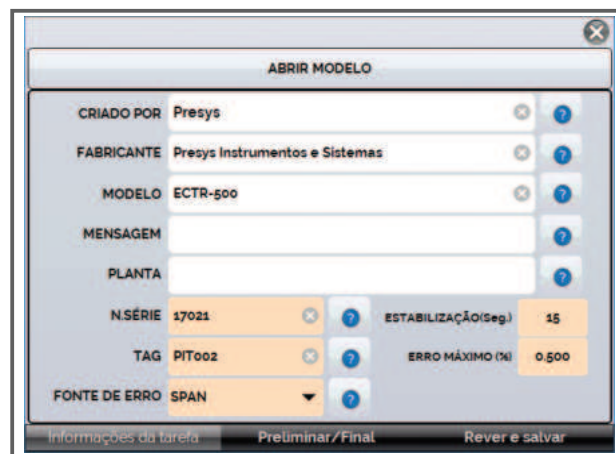 ABRIR MODELO
CRIADO POR Presys
FABRICANTE Presys Instrumentos e Sistemas
MODELO ECTR-500
MENSAGEM
PLANTA
N.SÉRIE 17021 ESTABILIZAÇÃO(Seg.) 15
TAG PIT002 ERRO MÁXIMO (%) 0.500
FONTE DE ERRO SPAN
Informações da tarefa Preliminar/Final Rever e salvar